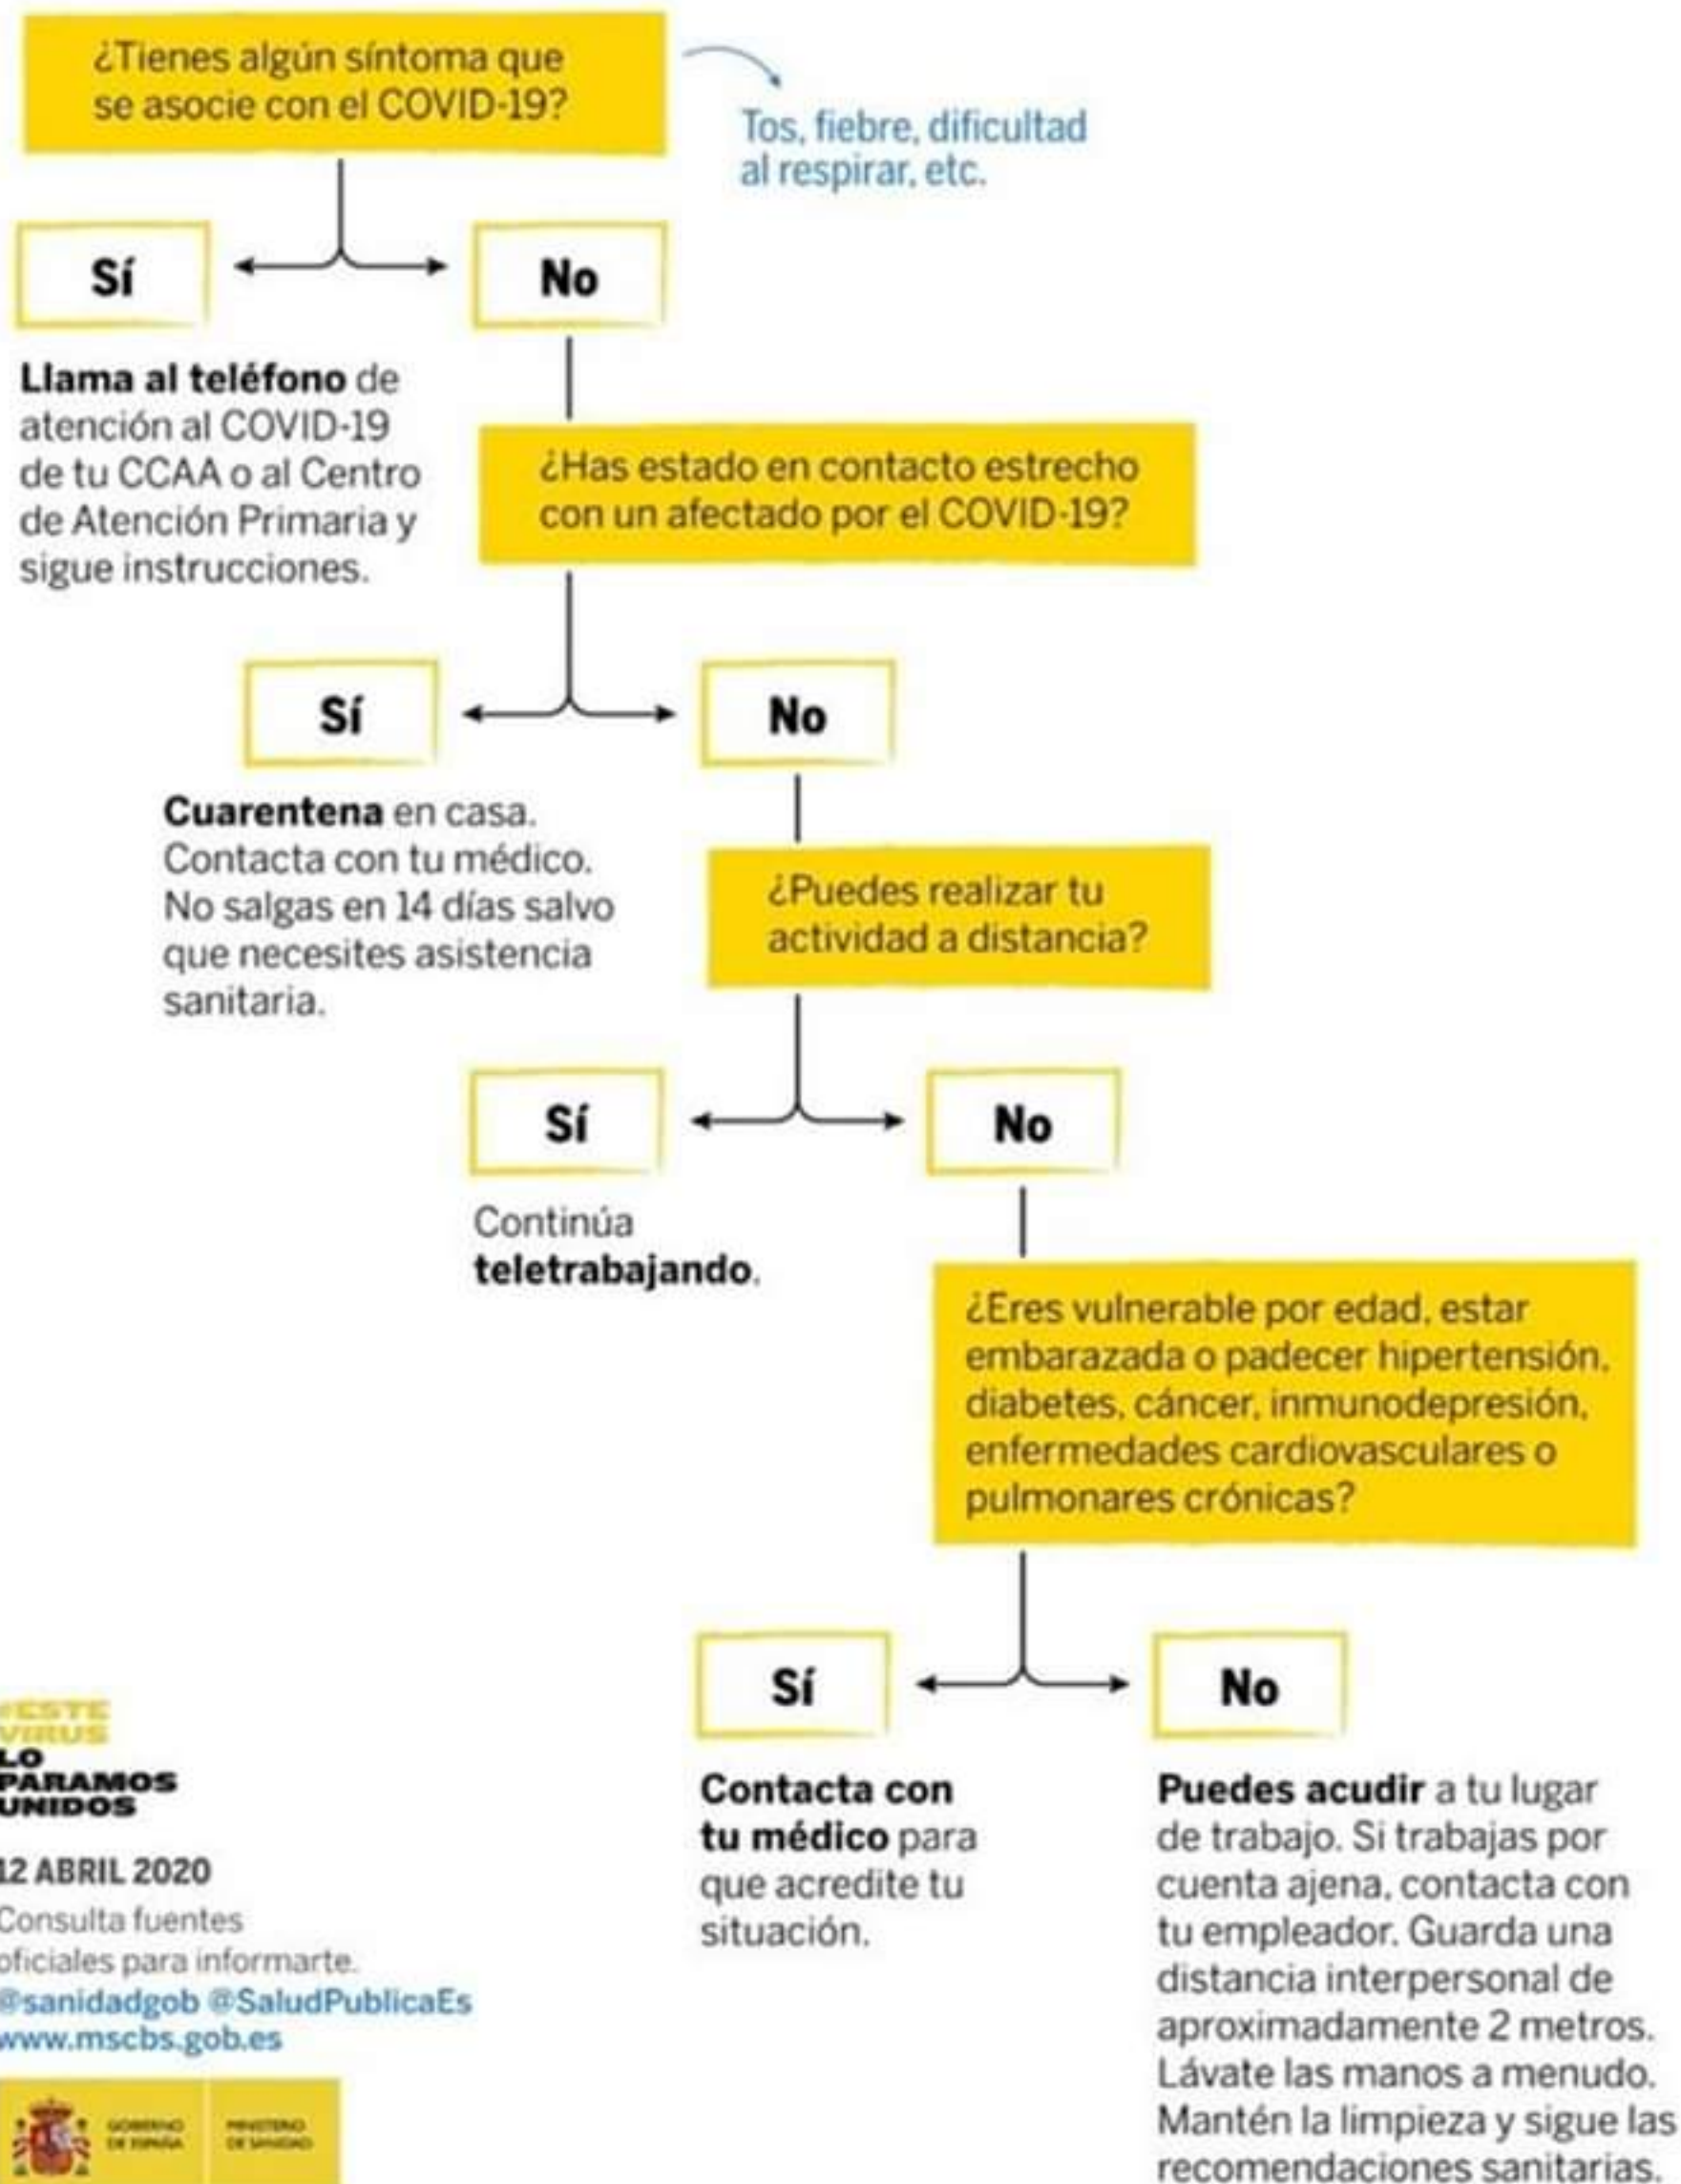 ¿Tienes algún síntoma que
se asocie con el COVID-19?
Tos, fiebre, dificultad
al respirar, etc.
Sí
No
Llama al teléfono de
atención al COVID-19
de tu CCAA o al Centro
de Atención Primaria y
sigue instrucciones.
¿Has estado en contacto estrecho
con un afectado por el COVID-19?
Sí
No
Cuarentena en casa.
Contacta con tu médico.
No salgas en 14 días salvo
que necesites asistencia
sanitaria.
¿Puedes realizar tu
actividad a distancia?
Sí
No
Continúa
teletrabajando.
¿Eres vulnerable por edad, estar
embarazada o padecer hipertensión,
diabetes, cáncer, inmunodepresión,
enfermedades cardiovasculares o
pulmonares crónicas?
Sí
No
Contacta con
tu médico para
que acredite tu
situación.
Puedes acudir a tu lugar
de trabajo. Si trabajas por
cuenta ajena, contacta con
tu empleador. Guarda una
distancia interpersonal de
aproximadamente 2 metros.
Lávate las manos a menudo.
Mantén la limpieza y sigue las
recomendaciones sanitarias.
#ESTE
VIRUS
LO
PARAMOS
UNIDOS
12 ABRIL 2020
Consulta fuentes
oficiales para informarte.
@sanidadgob @SaludPublicaEs
www.mscbs.gob.es
GOBIERNO
DE ESPAÑA
MINISTERIO
DE SANIDAD